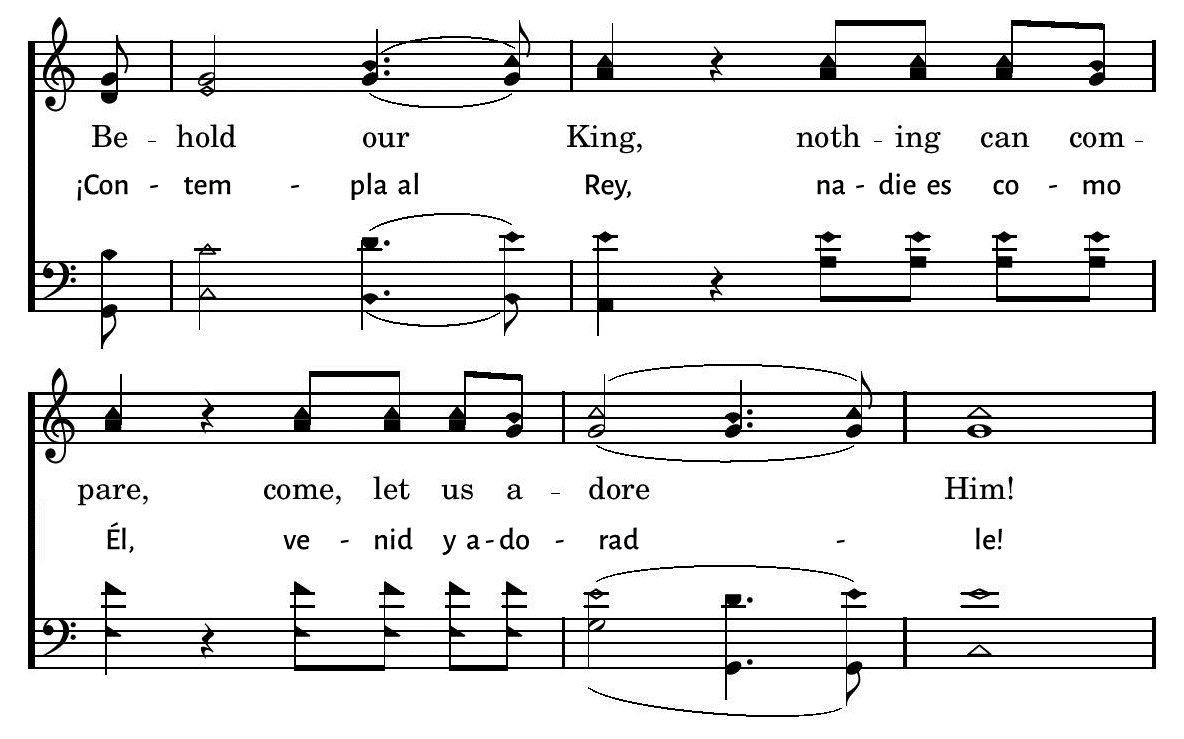 Be - hold our King, noth - ing can com -
¡Con - tem - pla al Rey, na - die es co - mo
pare, come, let us a - dore Him!
Él, ve - nid y a - do - rad - le!